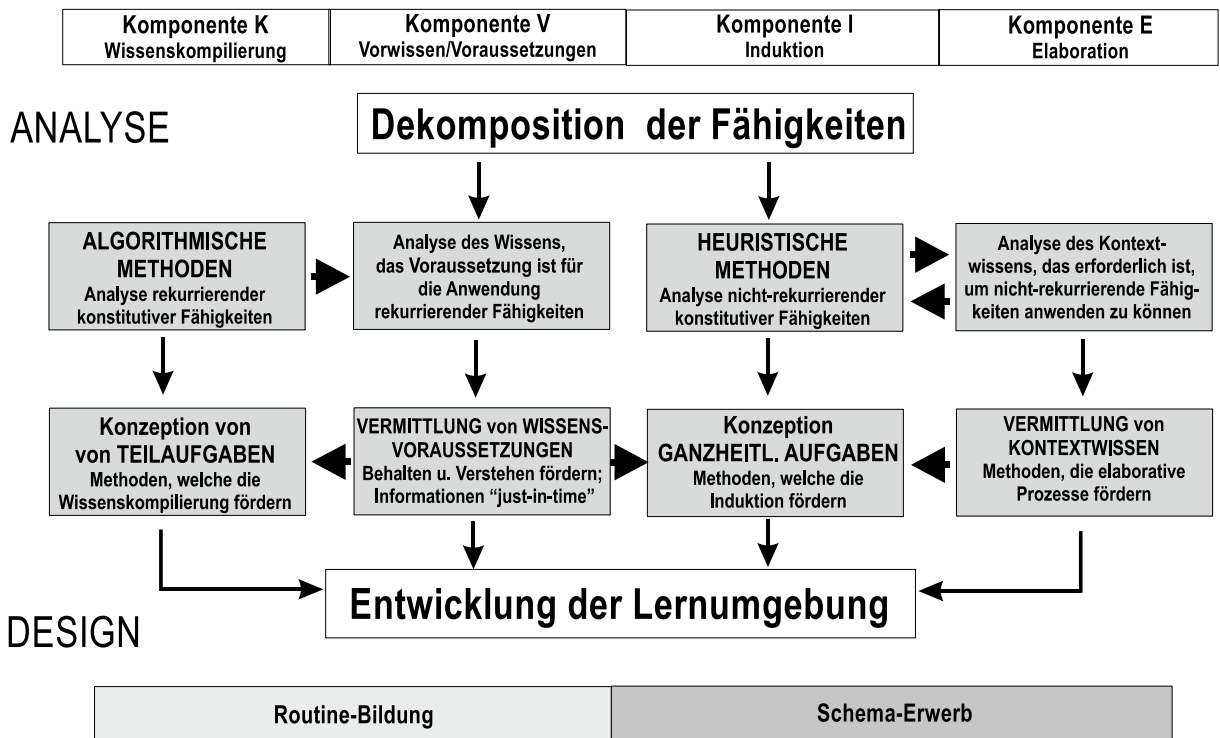 Komponente K
Wissenskompilierung
Komponente V
Vorwissen/Voraussetzungen
Komponente I
Induktion
Komponente E
Elaboration
ANALYSE
Dekomposition der Fähigkeiten
ALGORITHMISCHE
METHODEN
Analyse rekurrierender
konstitutiver Fähigkeiten
Analyse des Wissens,
das Voraussetzung ist für
die Anwendung
rekurrierender Fähigkeiten
HEURISTISCHE
METHODEN
Analyse nicht-rekurrierender
konstitutiver Fähigkeiten
Analyse des Kontext-
wissens, das erforderlich ist,
um nicht-rekurrierende Fähig-
keiten anwenden zu können
Konzeption von
von TEILAUFGABEN
Methoden, welche die
Wissenskompilierung fördern
VERMITTLUNG von WISSENS-
VORAUSSETZUNGEN
Behalten u. Verstehen fördern;
Informationen “just-in-time”
Konzeption
GANZHEITL. AUFGABEN
Methoden, welche die
Induktion fördern
VERMITTLUNG von
KONTEXTWISSEN
Methoden, die elaborative
Prozesse fördern
Entwicklung der Lernumgebung
DESIGN
Routine-Bildung
Schema-Erwerb